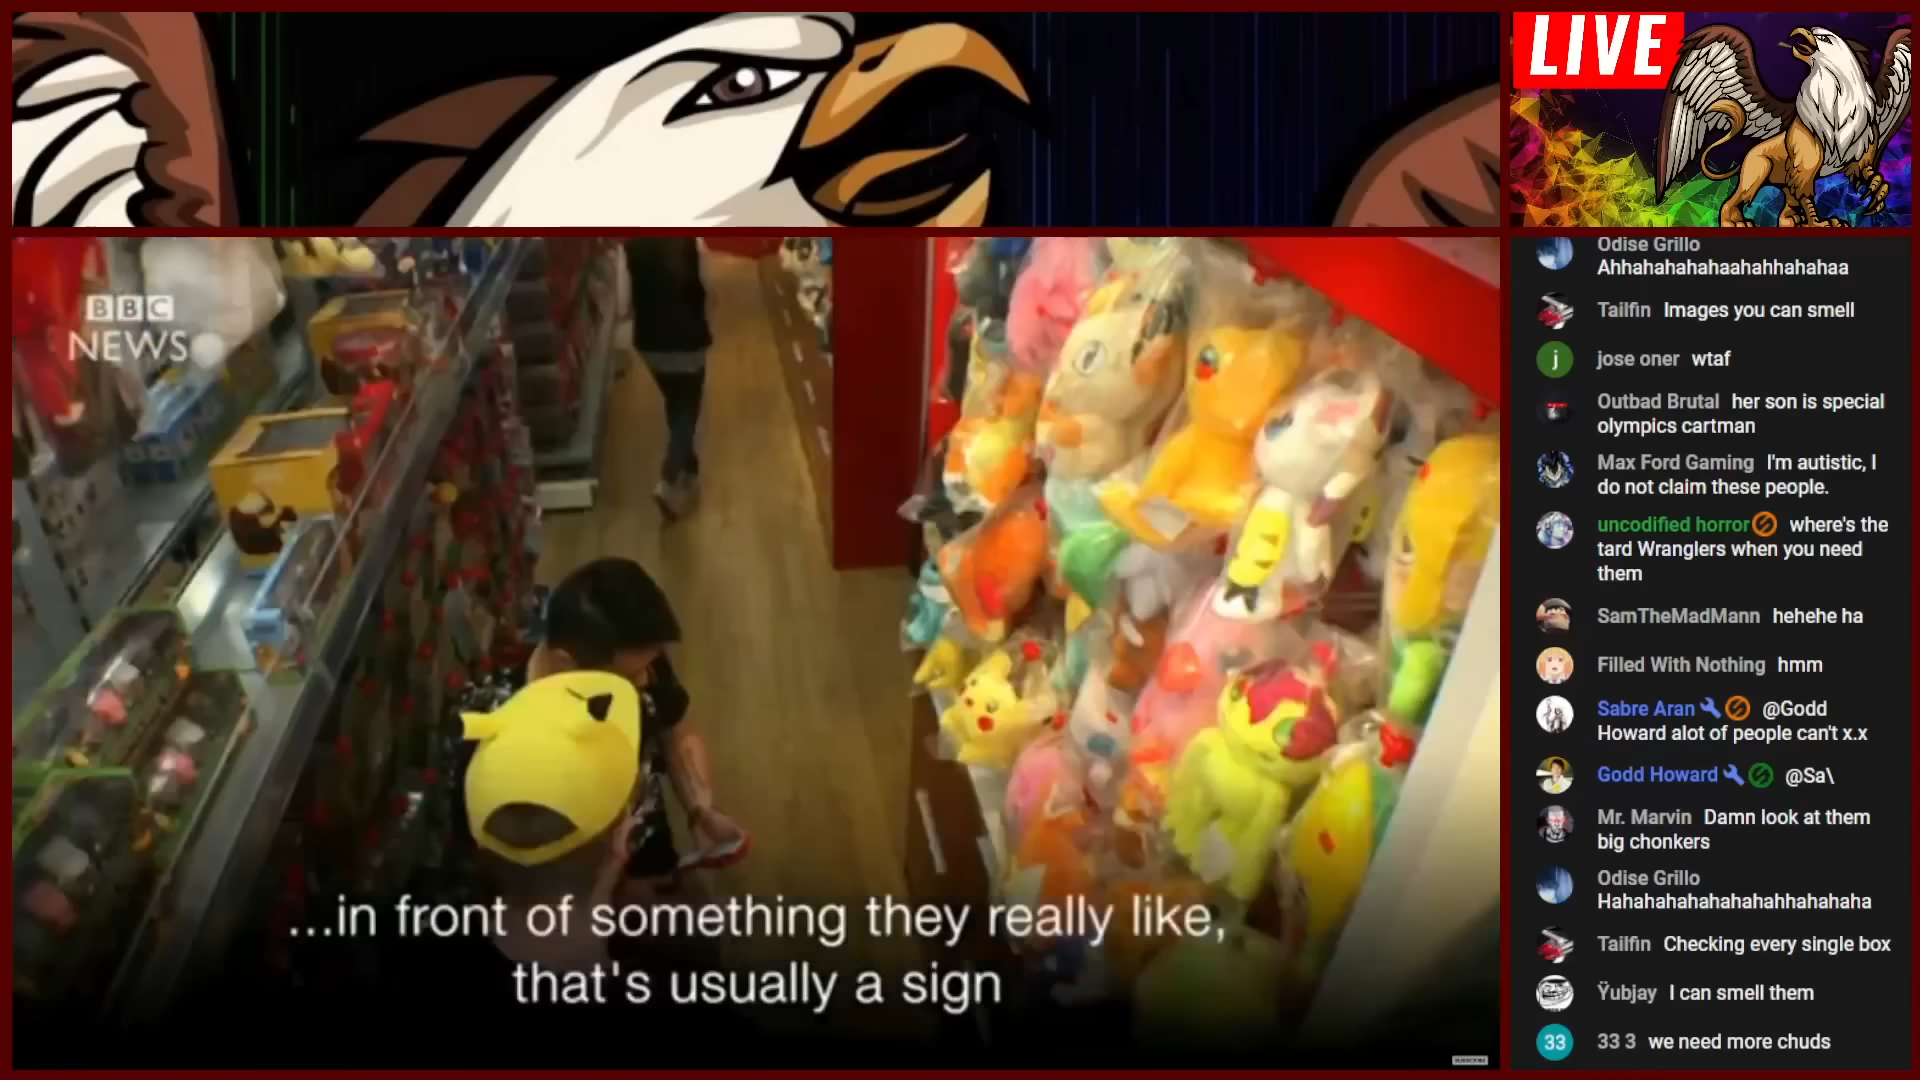 LIVE
BBC
NEWS
...in front of something they really like,
that's usually a sign
SUBSCRIBE
Odise Grillo
Ahhahahahahaahahhahahaa
Tailfin Images you can smell
j
jose oner wtaf
Outbad Brutal her son is special
olympics cartman
Max Ford Gaming I'm autistic, I
do not claim these people.
uncodified horror where's the
tard Wranglers when you need
them
SamTheMadMann hehehe ha
Filled With Nothing hmm
Sabre Aran @Godd
Howard alot of people can't x.x
Godd Howard @Sa\
Mr. Marvin Damn look at them
big chonkers
Odise Grillo
Hahahahahahahahahhahahaha
Tailfin Checking every single box
Ÿubjay I can smell them
33
33 3 we need more chuds